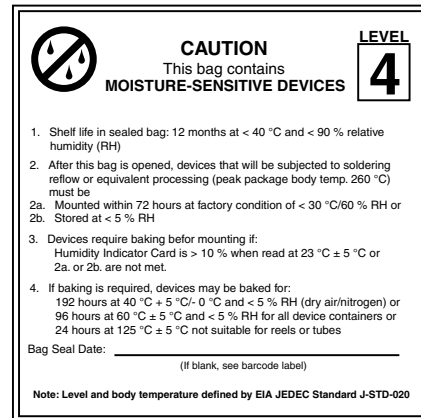 LEVEL
CAUTION
4
This bag contains
MOISTURE-SENSITIVE DEVICES
1. Shelf life in sealed bag: 12 months at < 40 °C and < 90 % relative
humidity (RH)
2. After this bag is opened, devices that will be subjected to soldering
reflow or equivalent processing (peak package body temp. 260 °C)
must be
2a. Mounted within 72 hours at factory condition of < 30 °C/60 % RH or
2b. Stored at < 5 % RH
3. Devices require baking befor mounting if:
Humidity Indicator Card is > 10 % when read at 23 °C ± 5 °C or
2a. or 2b. are not met.
4. If baking is required, devices may be baked for:
192 hours at 40 °C + 5 °C/- 0 °C and < 5 % RH (dry air/nitrogen) or
96 hours at 60 °C ± 5 °C and < 5 % RH for all device containers or
24 hours at 125 °C ± 5 °C not suitable for reels or tubes
Bag Seal Date:
(If blank, see barcode label)
Note: Level and body temperature defined by EIA JEDEC Standard J-STD-020